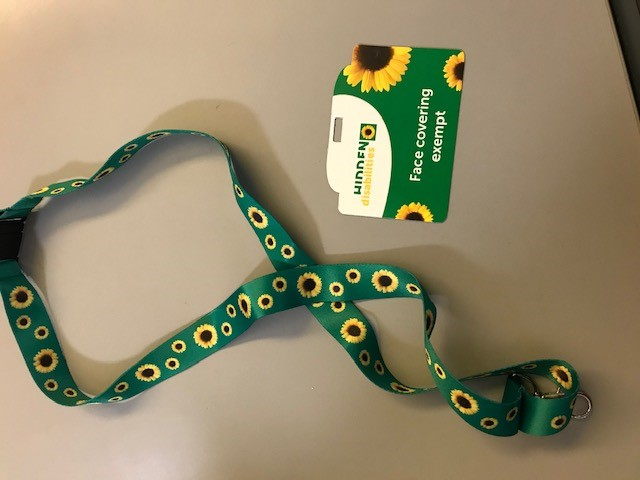 HIDDEN
disabilities
Face covering
exempt